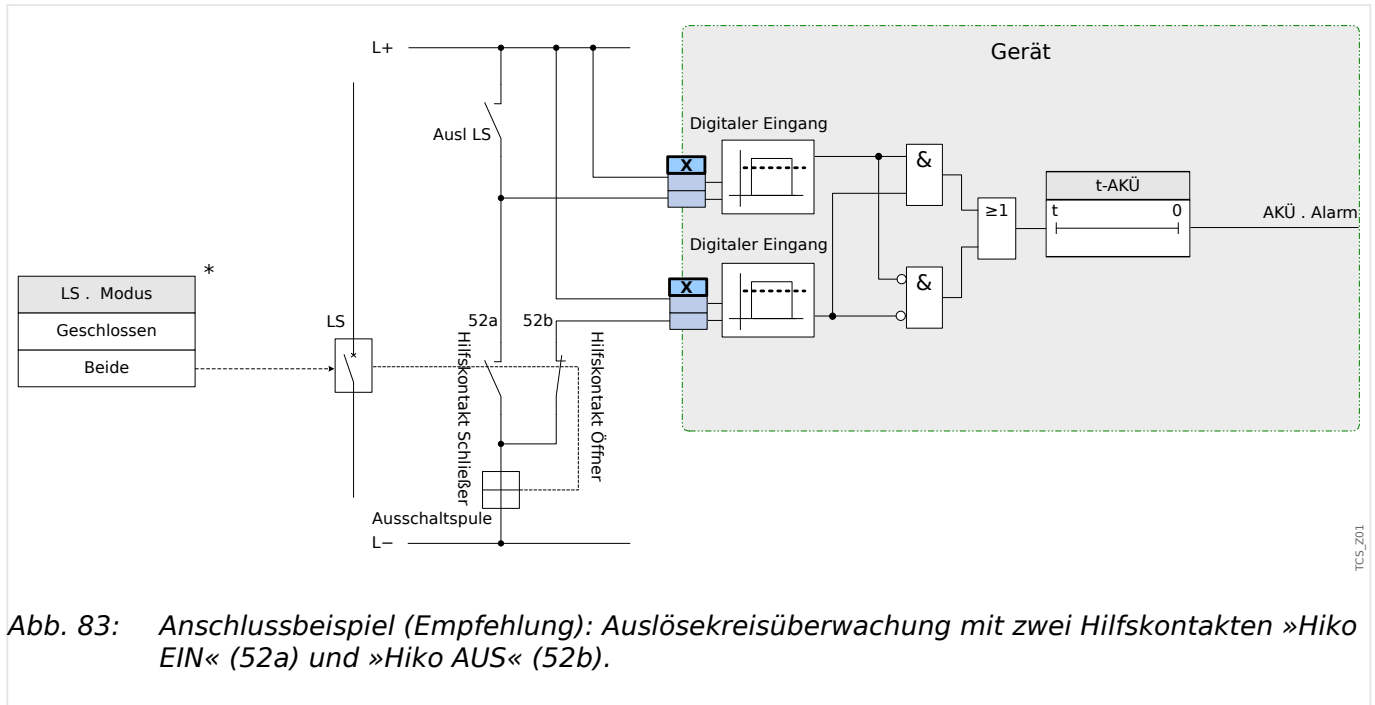 L+
Gerät
Ausl LS
Digitaler Eingang
X
&
t-AKÜ
≥1
t
0
AKÜ . Alarm
Digitaler Eingang
X
&
*
LS . Modus
Geschlossen
Beide
LS
52a
52b
Hilfskontakt Schließer
Hilfskontakt Öffner
Ausschaltspule
L−
TCS_Z01
Abb. 83: Anschlussbeispiel (Empfehlung): Auslösekreisüberwachung mit zwei Hilfskontakten »Hiko
EIN« (52a) und »Hiko AUS« (52b).